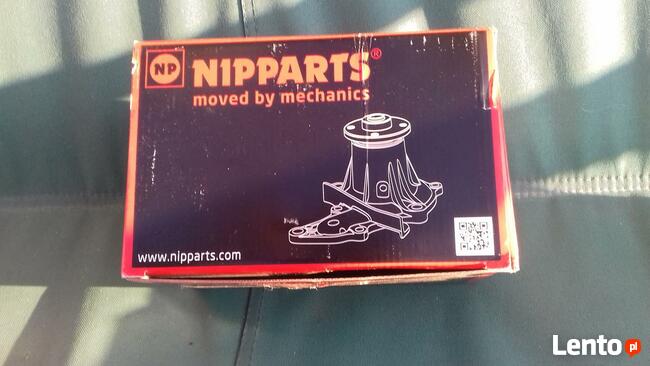 NP NIPPARTS®
moved by mechanics
www.nipparts.com
Lento pl